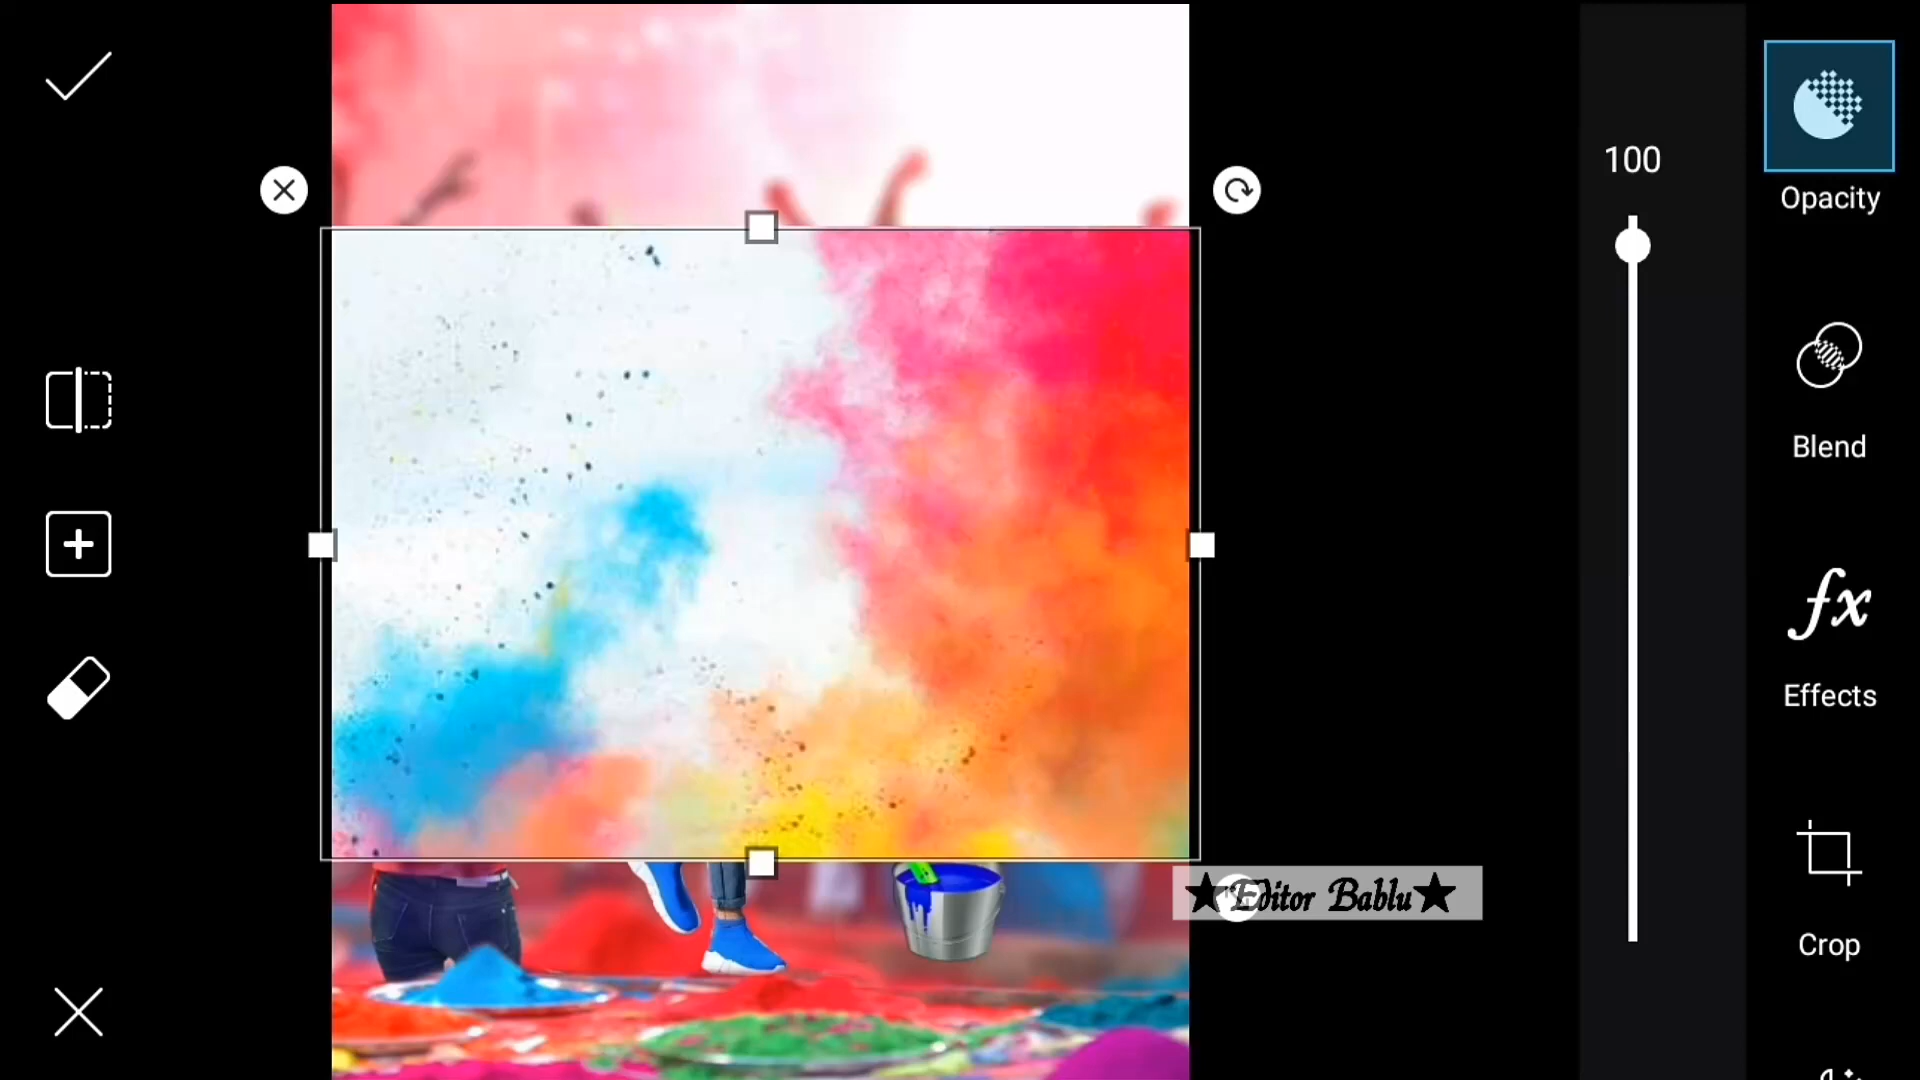 100
Opacity
Blend
fx
Effects
Crop
★Editor Bablu★